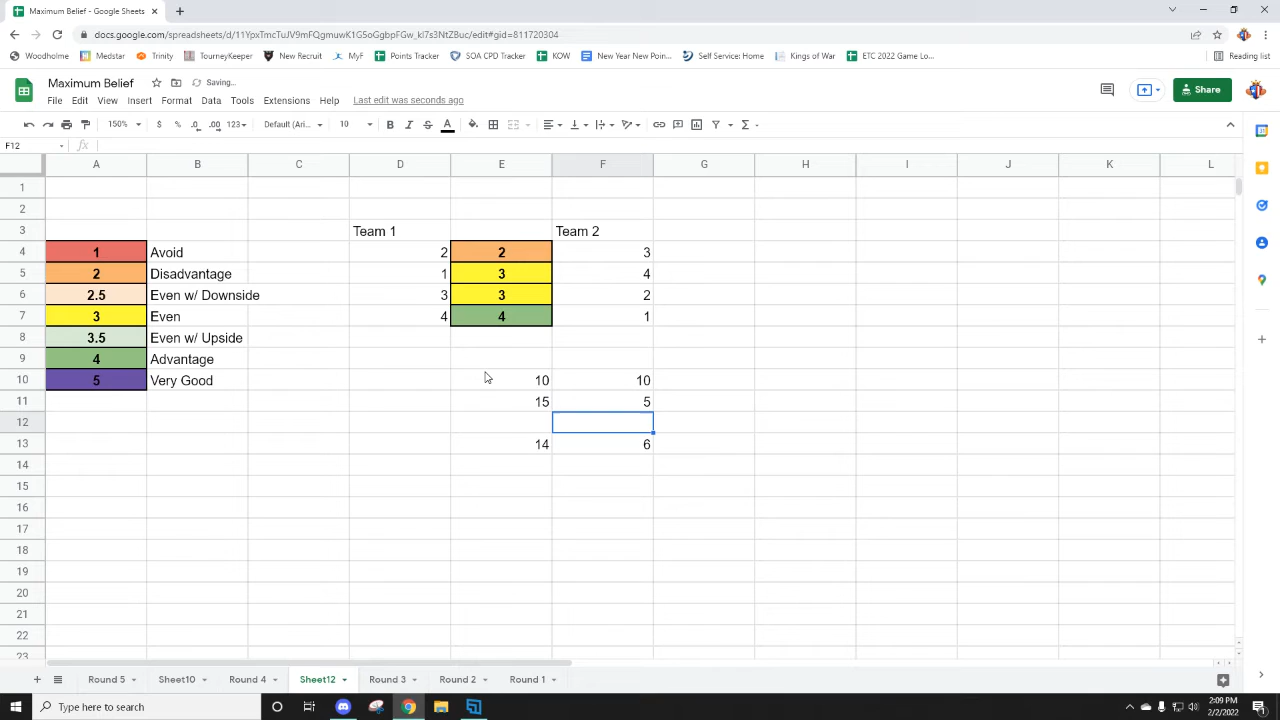 Maximum Belief - Google Sheets
docs.google.com/spreadsheets/d/11YpxTmcTuJV9mFQgmuwK1G5oGgbpFGw_kl7s3NtZBuc/edit#gid=811720304
Woodholme Medstar Trinity TourneyKeeper MyF New Recruit Points Tracker SOA CPD Tracker KOW New Year New Poin... Self Service: Home Kings of War ETC 2022 Game Lo... Reading list
Maximum Belief Saving...
File Edit View Insert Format Data Tools Extensions Help Last edit was seconds ago Share
150% $ % .0 .00 123 Default (Ari... 10 B I S A
F12 fx
A B C D E F G H I J K L
1
2
3 Team 1 Team 2
4 1 Avoid 2 2 3
5 2 Disadvantage 1 3 4
6 2.5 Even w/ Downside 3 3 2
7 3 Even 4 4 1
8 3.5 Even w/ Upside
9 4 Advantage
10 5 Very Good 10 10
11 15 5
12
13 14 6
14
15
16
17
18
19
20
21
22
23
Round 5 Sheet10 Round 4 Sheet12 Round 3 Round 2 Round 1
Type here to search 2:09 PM
2/2/2022